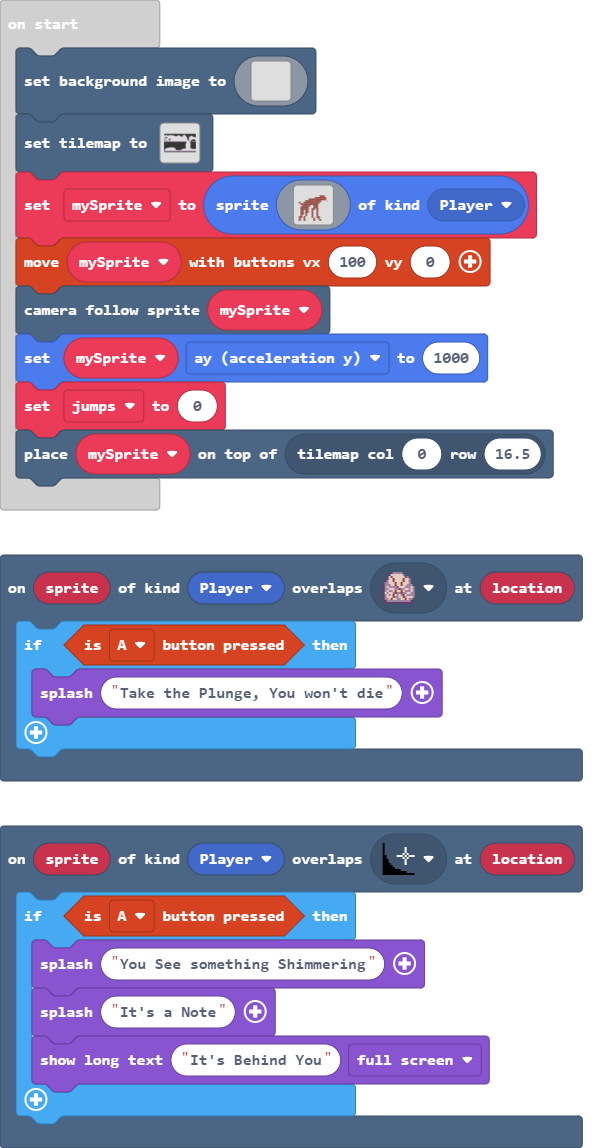 on start
set background image to
set tilemap to
set mySprite to sprite of kind Player
move mySprite with buttons vx 100 vy 0
camera follow sprite mySprite
set mySprite ay (acceleration y) to 1000
set jumps to 0
place mySprite on top of tilemap col 0 row 16.5
on sprite of kind Player overlaps at location
if is A button pressed then
splash "Take the Plunge, You won't die"
on sprite of kind Player overlaps at location
if is A button pressed then
splash "You See something Shimmering"
splash "It's a Note"
show long text "It's Behind You" full screen